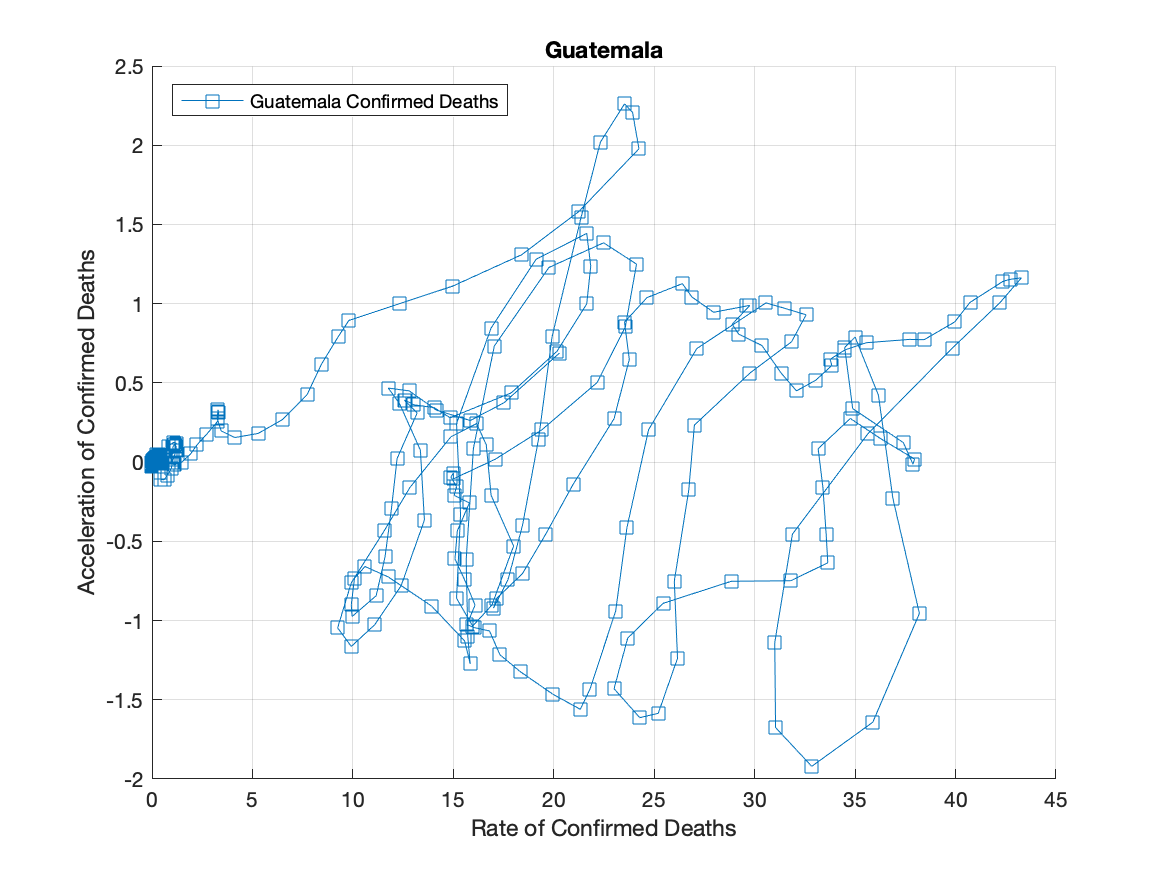 Guatemala
Guatemala Confirmed Deaths
Acceleration of Confirmed Deaths
2.5
2
1.5
1
0.5
0
-0.5
-1
-1.5
-2
0 5 10 15 20 25 30 35 40 45
Rate of Confirmed Deaths